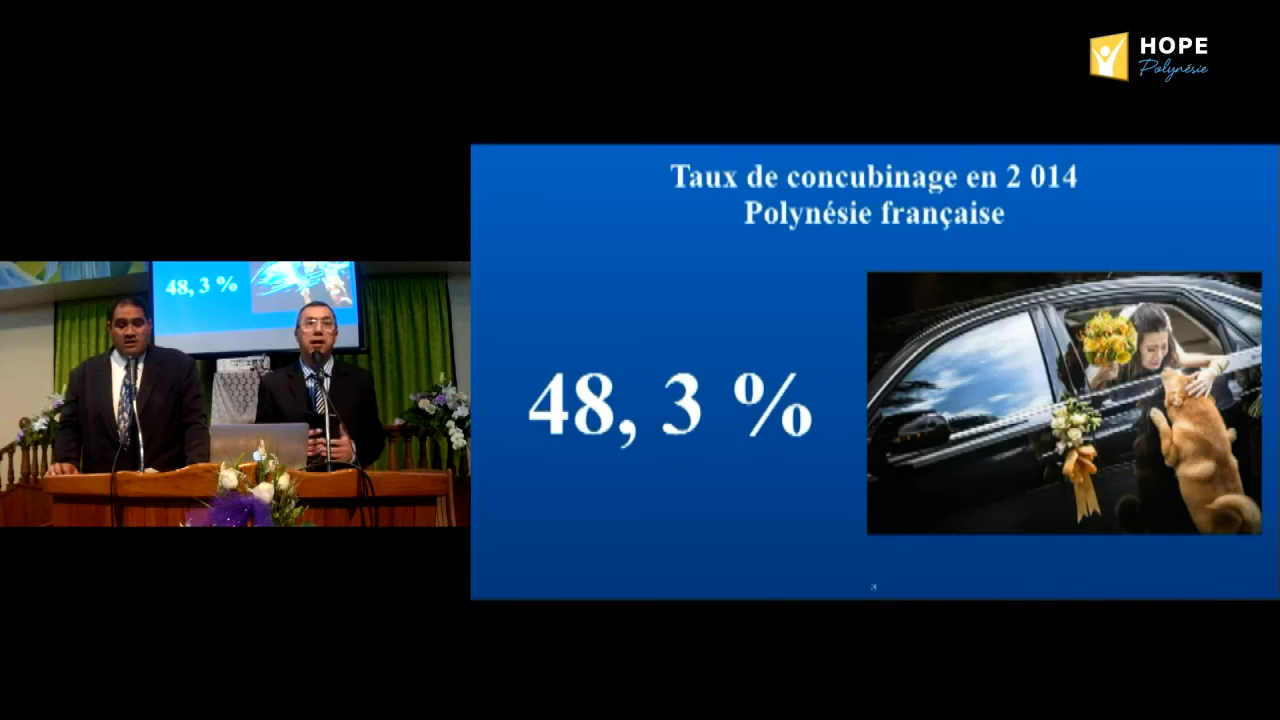 HOPE
Polynésie
Taux de concubinage en 2 014
Polynésie française
48, 3 %
48, 3 %